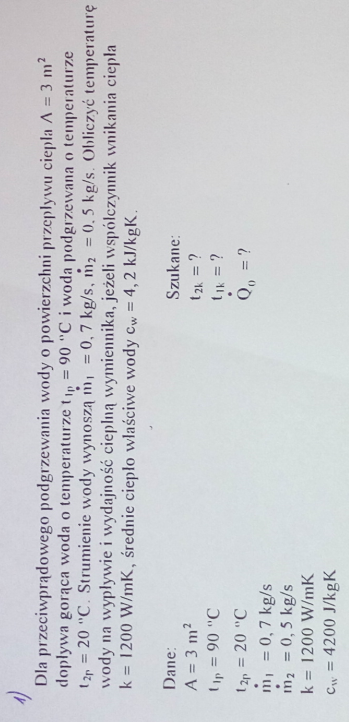 1)
Dla przeciwprądowego podgrzewania wody o powierzchni przepływu ciepła A = 3 m²
dopływa gorąca woda o temperaturze t₁ₚ = 90 °C i woda podgrzewana o temperaturze
t₂ₚ = 20 °C. Strumienie wody wynoszą ṁ₁ = 0,7 kg/s, ṁ₂ = 0,5 kg/s. Obliczyć temperaturę
wody na wypływie i wydajność cieplną wymiennika, jeżeli współczynnik wnikania ciepła
k = 1200 W/mK, średnie ciepło właściwe wody c_w = 4,2 kJ/kgK.
Dane:
A = 3 m²
t₁ₚ = 90 °C
t₂ₚ = 20 °C
ṁ₁ = 0,7 kg/s
ṁ₂ = 0,5 kg/s
k = 1200 W/mK
c_w = 4200 J/kgK
Szukane:
t₂ₖ = ?
t₁ₖ = ?
Q̇₀ = ?